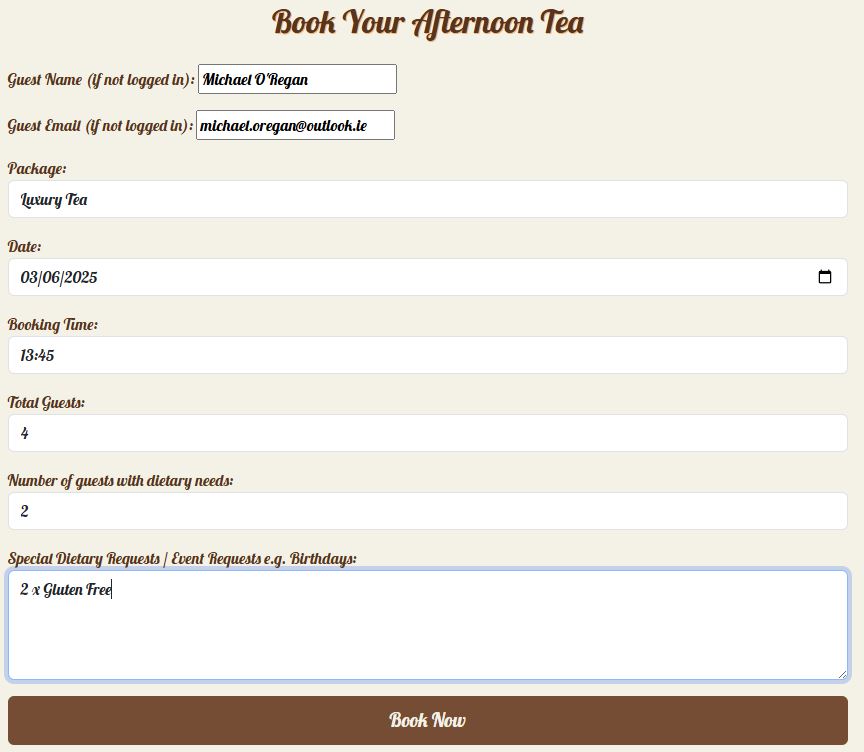 Book Your Afternoon Tea
Guest Name (if not logged in): Michael O'Regan
Guest Email (if not logged in): michael.oregan@outlook.ie
Package:
Luxury Tea
Date:
03/06/2025
Booking Time:
13:45
Total Guests:
4
Number of guests with dietary needs:
2
Special Dietary Requests / Event Requests e.g. Birthdays:
2 x Gluten Free
Book Now